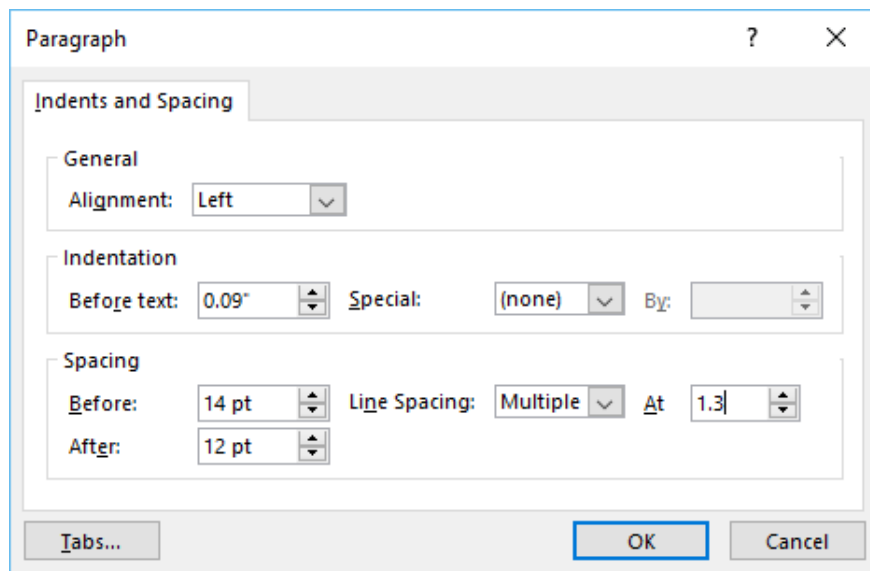 Paragraph ?
Indents and Spacing
General
Alignment: Left
Indentation
Before text: 0.09" Special: (none) By:
Spacing
Before: 14 pt Line Spacing: Multiple At 1.3
After: 12 pt
Tabs... OK Cancel